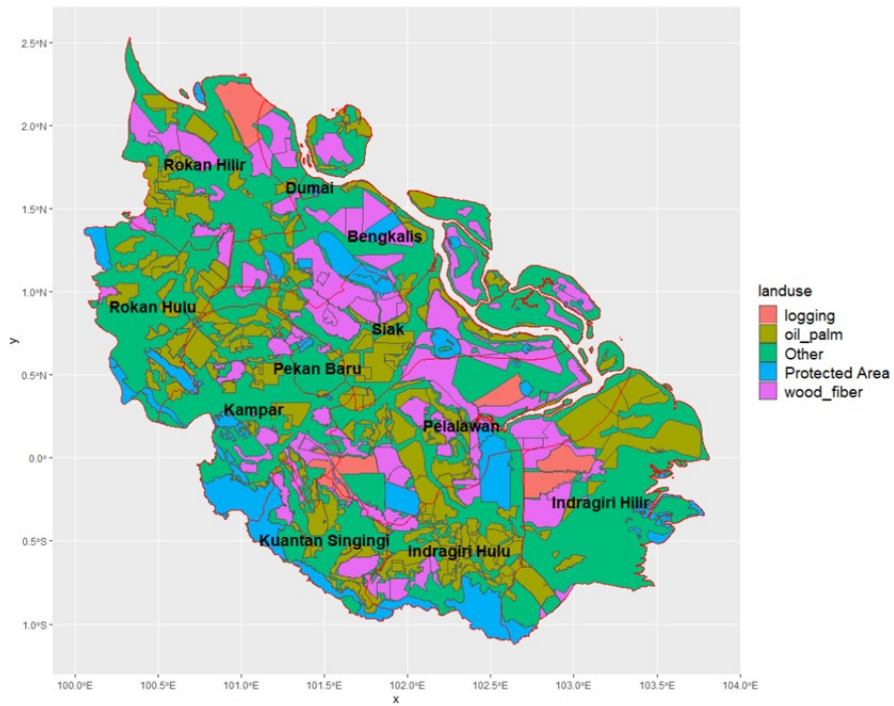 2.5°N
2.0°N
1.5°N
1.0°N
0.5°N
0.0°
0.5°S
1.0°S
y
Rokan Hilir
Dumai
Bengkalis
Rokan Hulu
Siak
Pekan Baru
Kampar
Pelalawan
Indragiri Hilir
Kuantan Singingi
Indragiri Hulu
100.0°E
100.5°E
101.0°E
101.5°E
102.0°E
102.5°E
103.0°E
103.5°E
104.0°E
x
landuse
logging
oil_palm
Other
Protected Area
wood_fiber